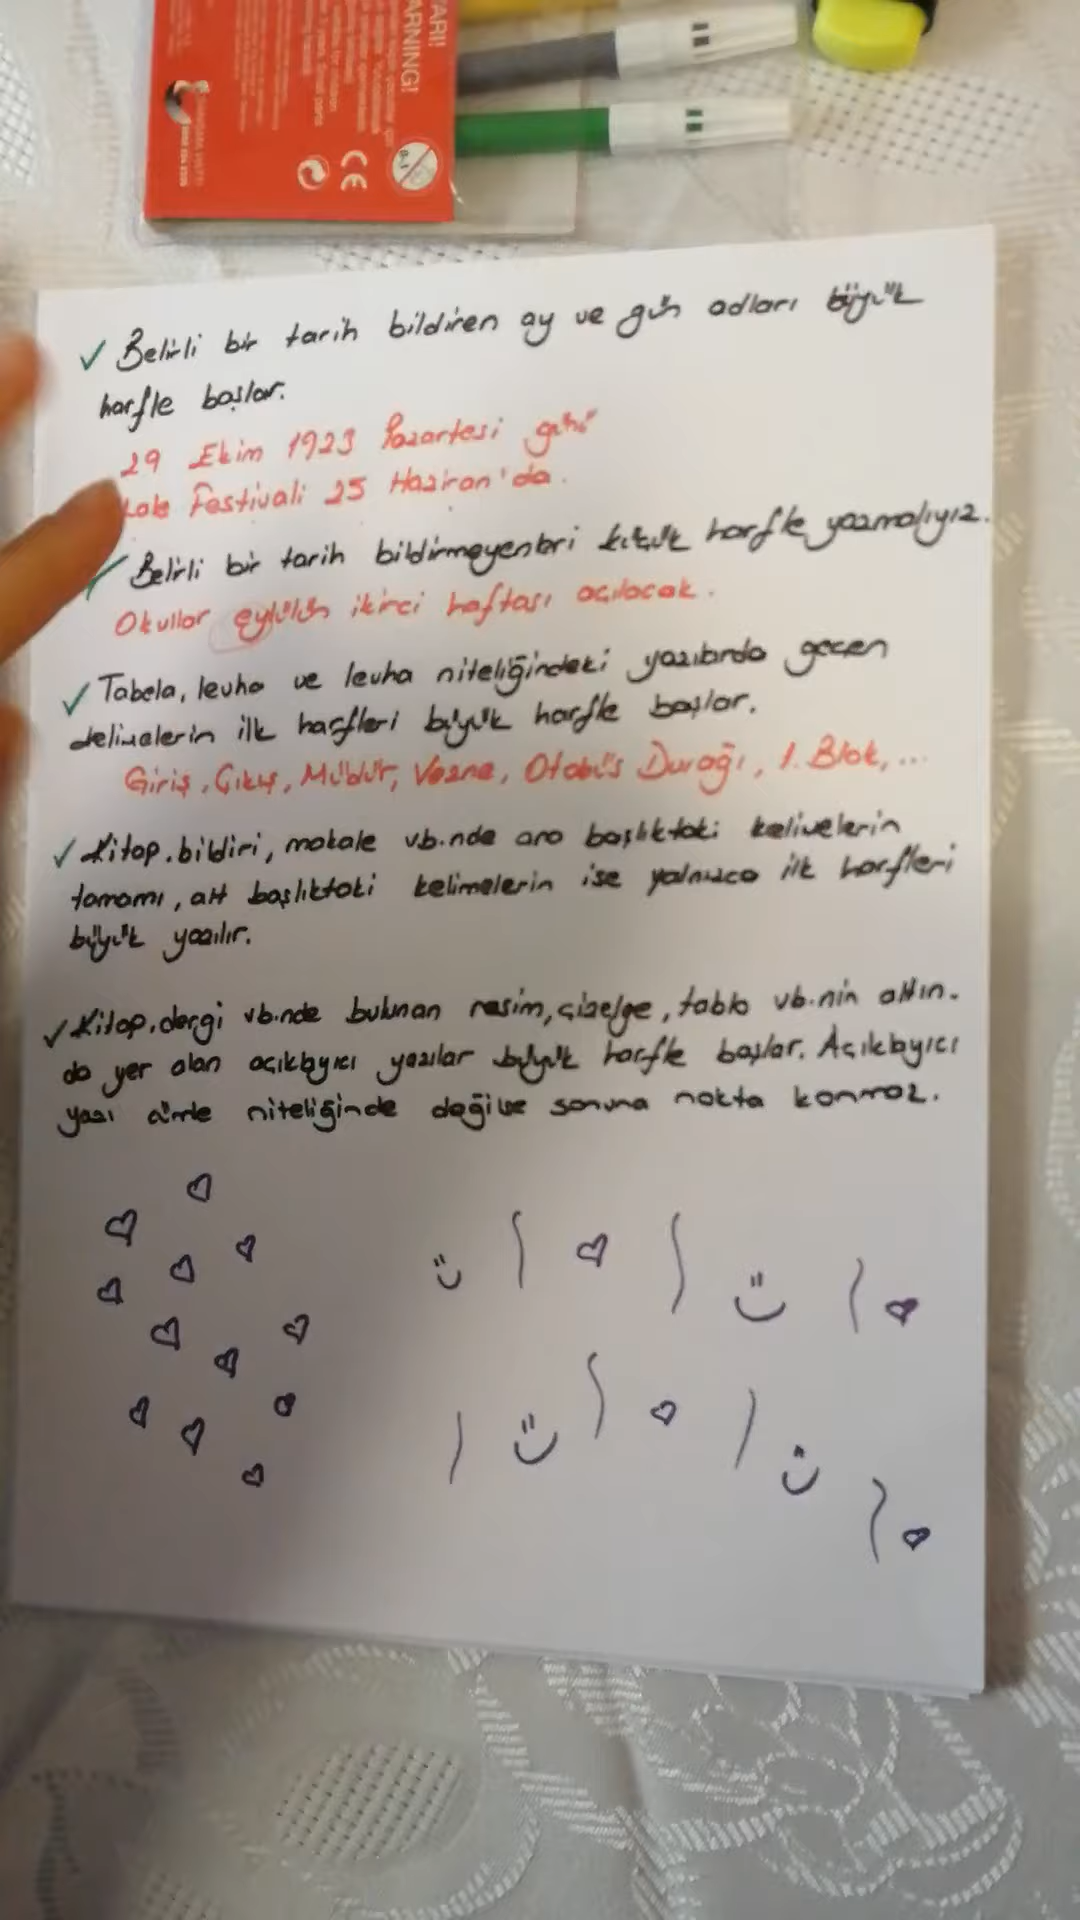 ARI!
ARNING!
CE
✓ Belirli bir tarih bildiren ay ve gün adları büyük
harfle başlar.
29 Ekim 1923 Pazartesi günü
Festivali 25 Haziran'da.
✓ Belirli bir tarih bildirmeyenleri küçük harfle yazmalıyız.
Okullar eylülün ikinci haftası açılacak.
✓ Tabela, levha ve levha niteliğindeki yazılarda geçen
kelimelerin ilk harfleri büyük harfle başlar.
Giriş, Çıkış, Müdür, Vezne, Otobüs Durağı, 1. Blok, ...
✓ Kitap, bildiri, makale vb.nde ara başlıktaki kelimelerin
tamamı, alt başlıktaki kelimelerin ise yalnızca ilk harfleri
büyük yazılır.
✓ Kitap, dergi vb.nde bulunan resim, çizelge, tablo vb.nin altın-
da yer alan açıklayıcı yazılar büyük harfle başlar. Açıklayıcı
yazı cümle niteliğinde değilse sonuna nokta konmaz.